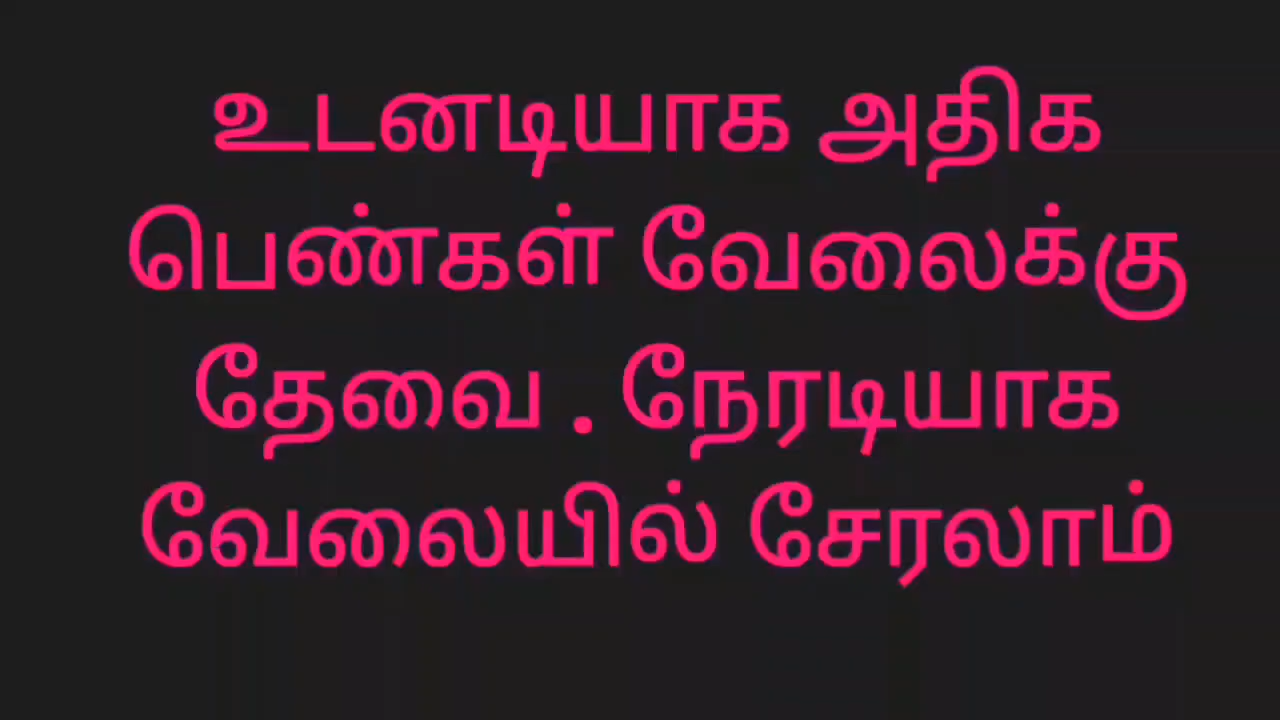 உடனடியாக அதிக
பெண்கள் வேலைக்கு
தேவை . நேரடியாக
வேலையில் சேரலாம்